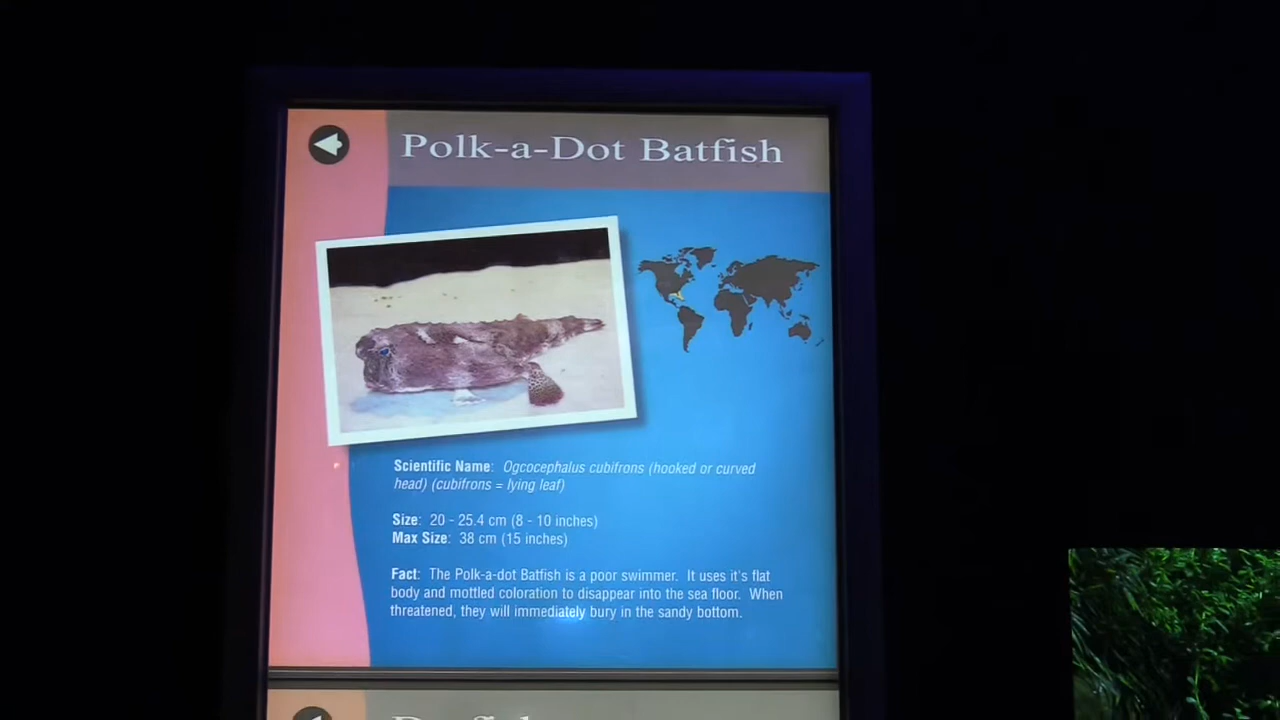 Polk-a-Dot Batfish
Scientific Name: Ogcocephalus cubifrons (hooked or curved
head) (cubifrons = lying leaf)
Size: 20 - 25.4 cm (8 - 10 inches)
Max Size: 38 cm (15 inches)
Fact: The Polk-a-dot Batfish is a poor swimmer. It uses it's flat
body and mottled coloration to disappear into the sea floor. When
threatened, they will immediately bury in the sandy bottom.